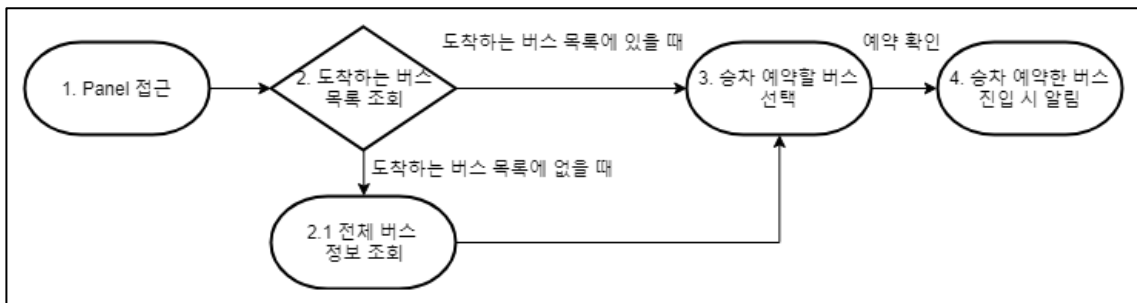 1. Panel 접근
2. 도착하는 버스
목록 조회
도착하는 버스 목록에 있을 때
3. 승차 예약할 버스
선택
예약 확인
4. 승차 예약한 버스
진입 시 알림
도착하는 버스 목록에 없을 때
2.1 전체 버스
정보 조회